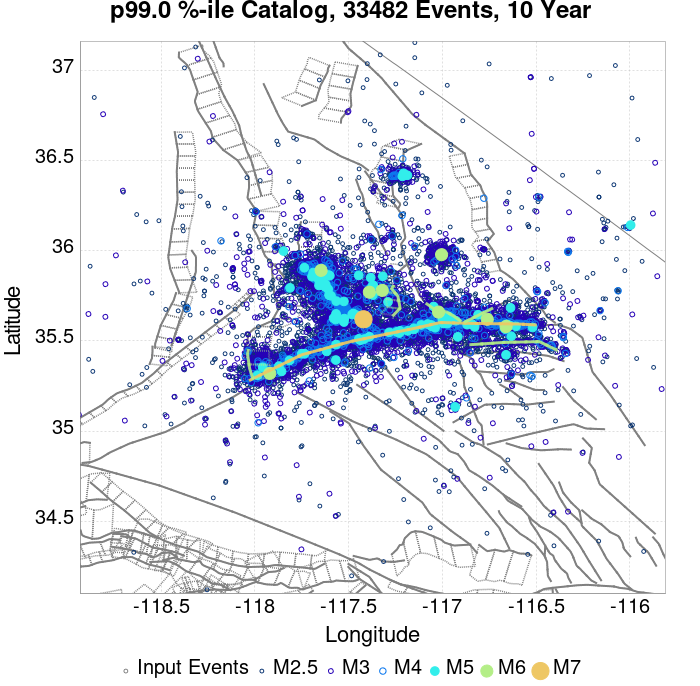 p99.0 %-ile Catalog, 33482 Events, 10 Year
37
36.5
36
35.5
35
34.5
Latitude
-118.5 -118 -117.5 -117 -116.5 -116
Longitude
Input Events M2.5 M3 M4 M5 M6 M7